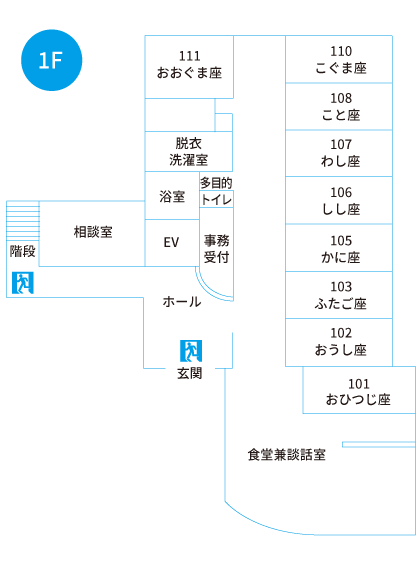 1F
111
おおぐま座
110
こぐま座
108
こと座
107
わし座
106
しし座
105
かに座
103
ふたご座
102
おうし座
101
おひつじ座
脱衣
洗濯室
浴室
多目的
トイレ
相談室
EV
事務
受付
階段
ホール
玄関
食堂兼談話室